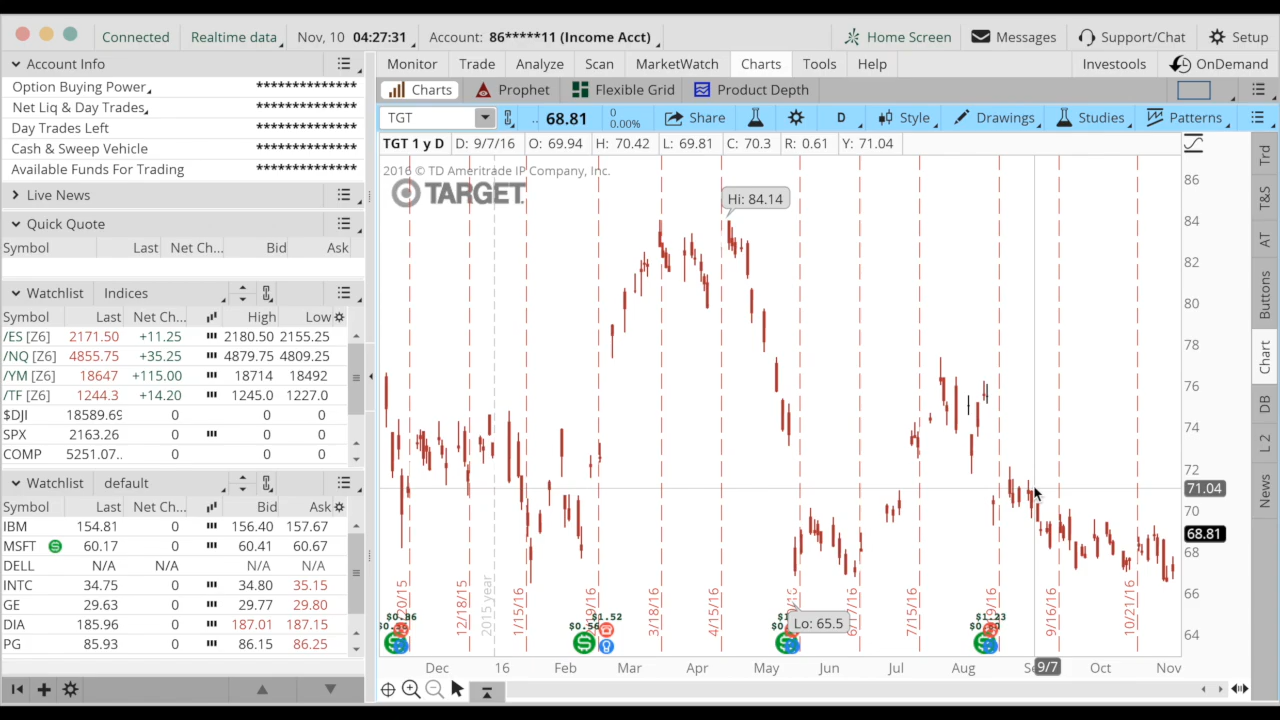 Connected Realtime data Nov, 10 04:27:31 Account: 86*****11 (Income Acct) Home Screen Messages Support/Chat Setup
Account Info
Option Buying Power **************
Net Liq & Day Trades **************
Day Trades Left **************
Cash & Sweep Vehicle **************
Available Funds For Trading **************
Live News
Quick Quote
Symbol Last Net Ch... Bid Ask
Watchlist Indices
Symbol Last Net Ch... High Low
/ES [Z6] 2171.50 +11.25 2180.50 2155.25
/NQ [Z6] 4855.75 +35.25 4879.75 4809.25
/YM [Z6] 18647 +115.00 18714 18492
/TF [Z6] 1244.3 +14.20 1245.0 1227.0
$DJI 18589.69 0 0 0
SPX 2163.26 0 0 0
COMP 5251.07.. 0 0 0
Watchlist default
Symbol Last Net Ch... Bid Ask
IBM 154.81 0 156.40 157.67
MSFT 60.17 0 60.41 60.67
DELL N/A N/A N/A N/A
INTC 34.75 0 34.80 35.15
GE 29.63 0 29.77 29.80
DIA 185.96 0 187.01 187.15
PG 85.93 0 86.15 86.25
Monitor Trade Analyze Scan MarketWatch Charts Tools Help Investools OnDemand
Charts Prophet Flexible Grid Product Depth
TGT .. 68.81 0 0.00% Share D Style Drawings Studies Patterns
TGT 1 y D D: 9/7/16 O: 69.94 H: 70.42 L: 69.81 C: 70.3 R: 0.61 Y: 71.04
2016 © TD Ameritrade IP Company, Inc.
TARGET
Hi: 84.14
Lo: 65.5
86
84
82
80
78
76
74
72
71.04
70
68.81
68
66
64
12/18/15 2015 year 1/15/16 3/18/16 4/15/16 7/15/16 9/16/16 10/21/16
$0.86 $0.56 $1.52 $1.23
Dec 16 Feb Mar Apr May Jun Jul Aug 9/7 Oct Nov
Trd
T&S
AT
Buttons
Chart
DB
L 2
News